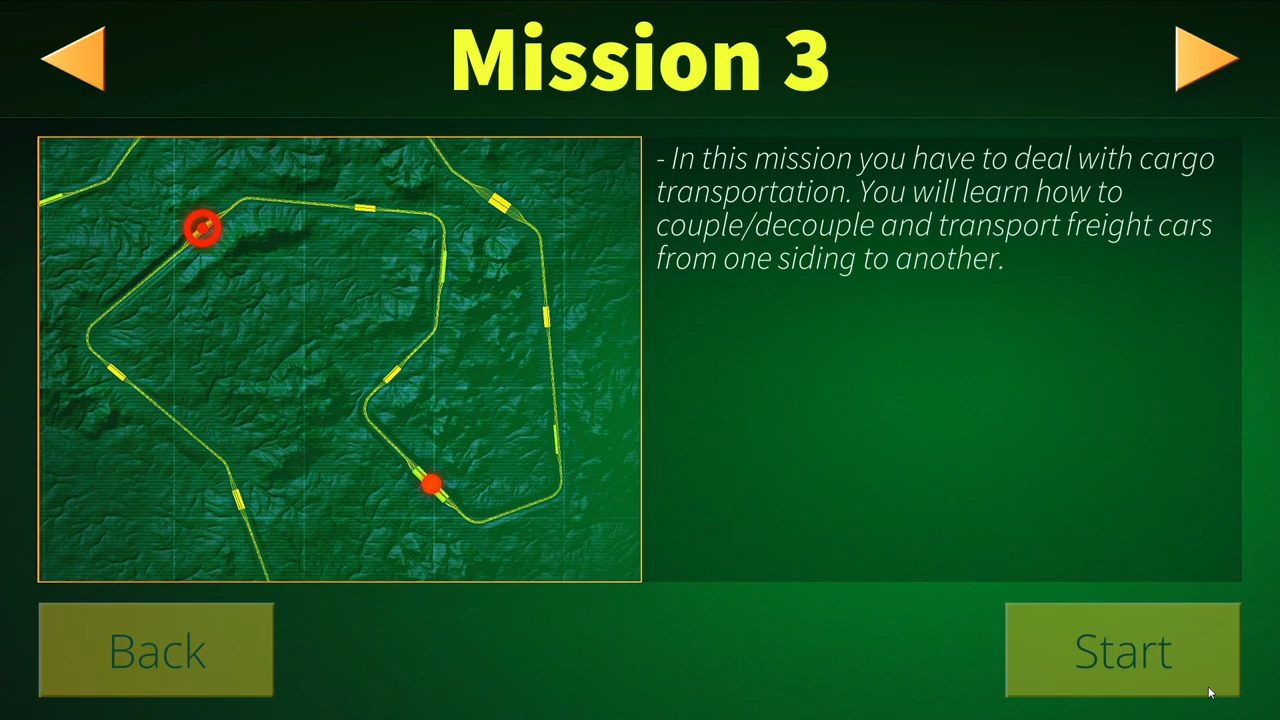 Mission 3
- In this mission you have to deal with cargo
transportation. You will learn how to
couple/decouple and transport freight cars
from one siding to another.
Back
Start